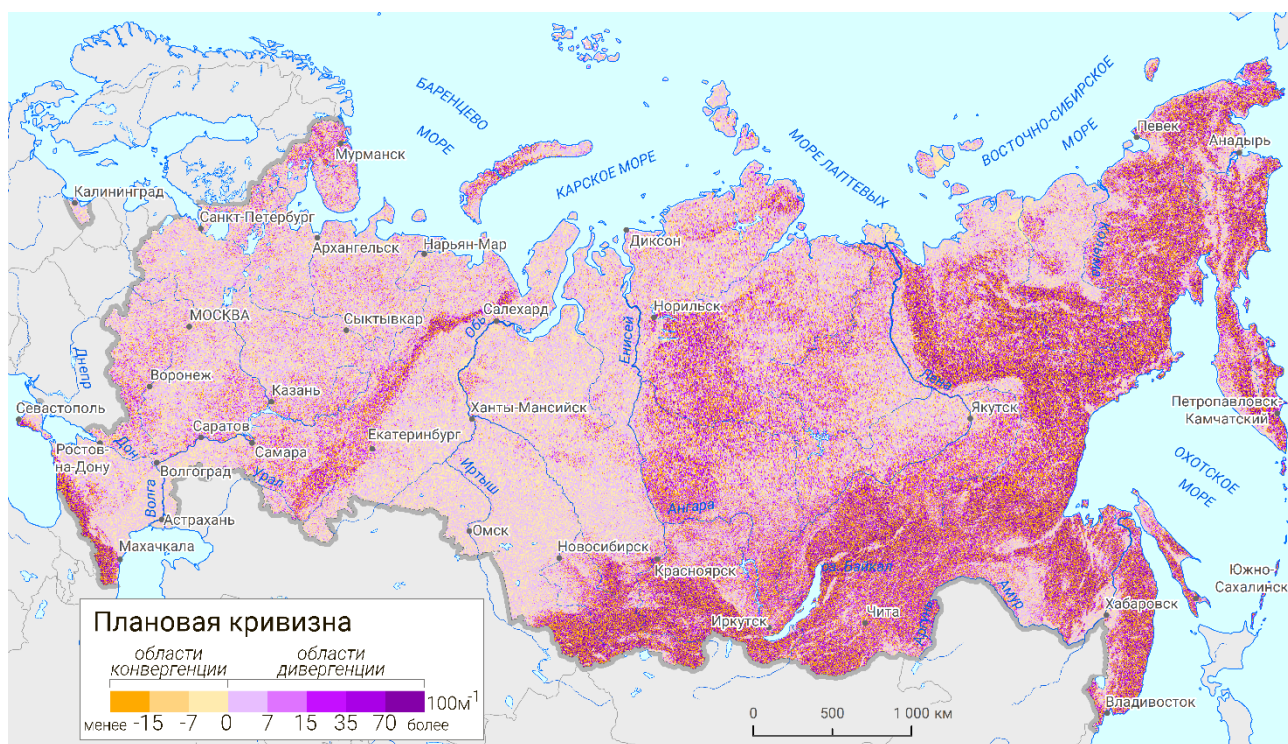 БАРЕНЦЕВО
МОРЕ
КАРСКОЕ МОРЕ
МОРЕ ЛАПТЕВЫХ
ВОСТОЧНО-СИБИРСКОЕ
МОРЕ
Певек
Анадырь
Мурманск
Калининград
Санкт-Петербург
Архангельск
Нарьян-Мар
Диксон
Колыма
МОСКВА
Сыктывкар
Салехард
Обь
Норильск
Енисей
Лена
Днепр
Воронеж
Казань
Ханты-Мансийск
Якутск
Петропавловск-
Камчатский
Севастополь
Саратов
Самара
Екатеринбург
Ростов-
на-Дону
Дон
Волгоград
Урал
Иртыш
Ангара
ОХОТСКОЕ
МОРЕ
Волга
Астрахань
Омск
Новосибирск
Красноярск
оз. Байкал
Махачкала
Иркутск
Чита
Аргунь
Амур
Хабаровск
Южно-
Сахалинск
Владивосток
Плановая кривизна
области
конвергенции
области
дивергенции
100м⁻¹
менее -15 -7 0 7 15 35 70 более
0 500 1 000 км